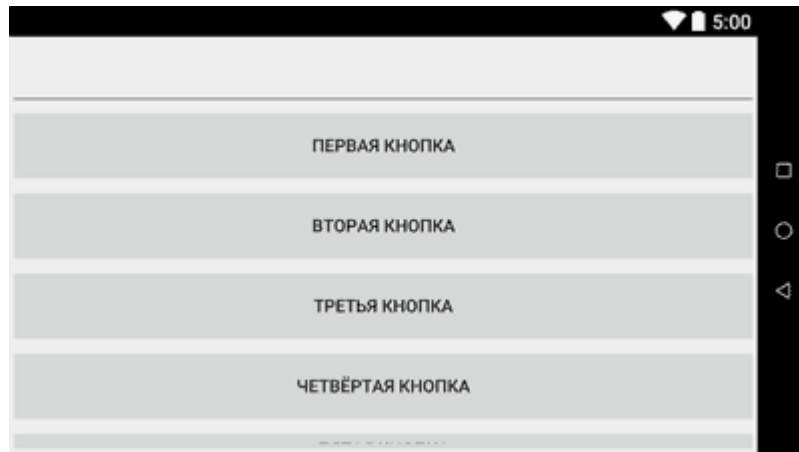 5:00
ПЕРВАЯ КНОПКА
ВТОРАЯ КНОПКА
ТРЕТЬЯ КНОПКА
ЧЕТВЁРТАЯ КНОПКА